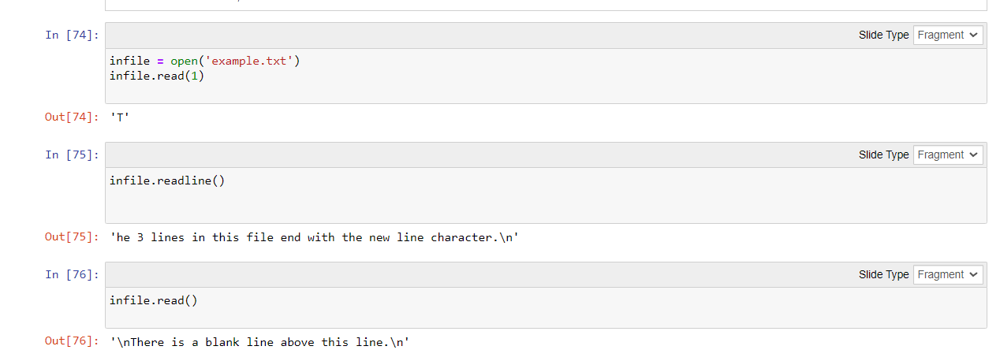 In [74]:
Slide Type Fragment
infile = open('example.txt')
infile.read(1)
Out[74]: 'T'
In [75]:
Slide Type Fragment
infile.readline()
Out[75]: 'he 3 lines in this file end with the new line character.\n'
In [76]:
Slide Type Fragment
infile.read()
Out[76]: '\nThere is a blank line above this line.\n'